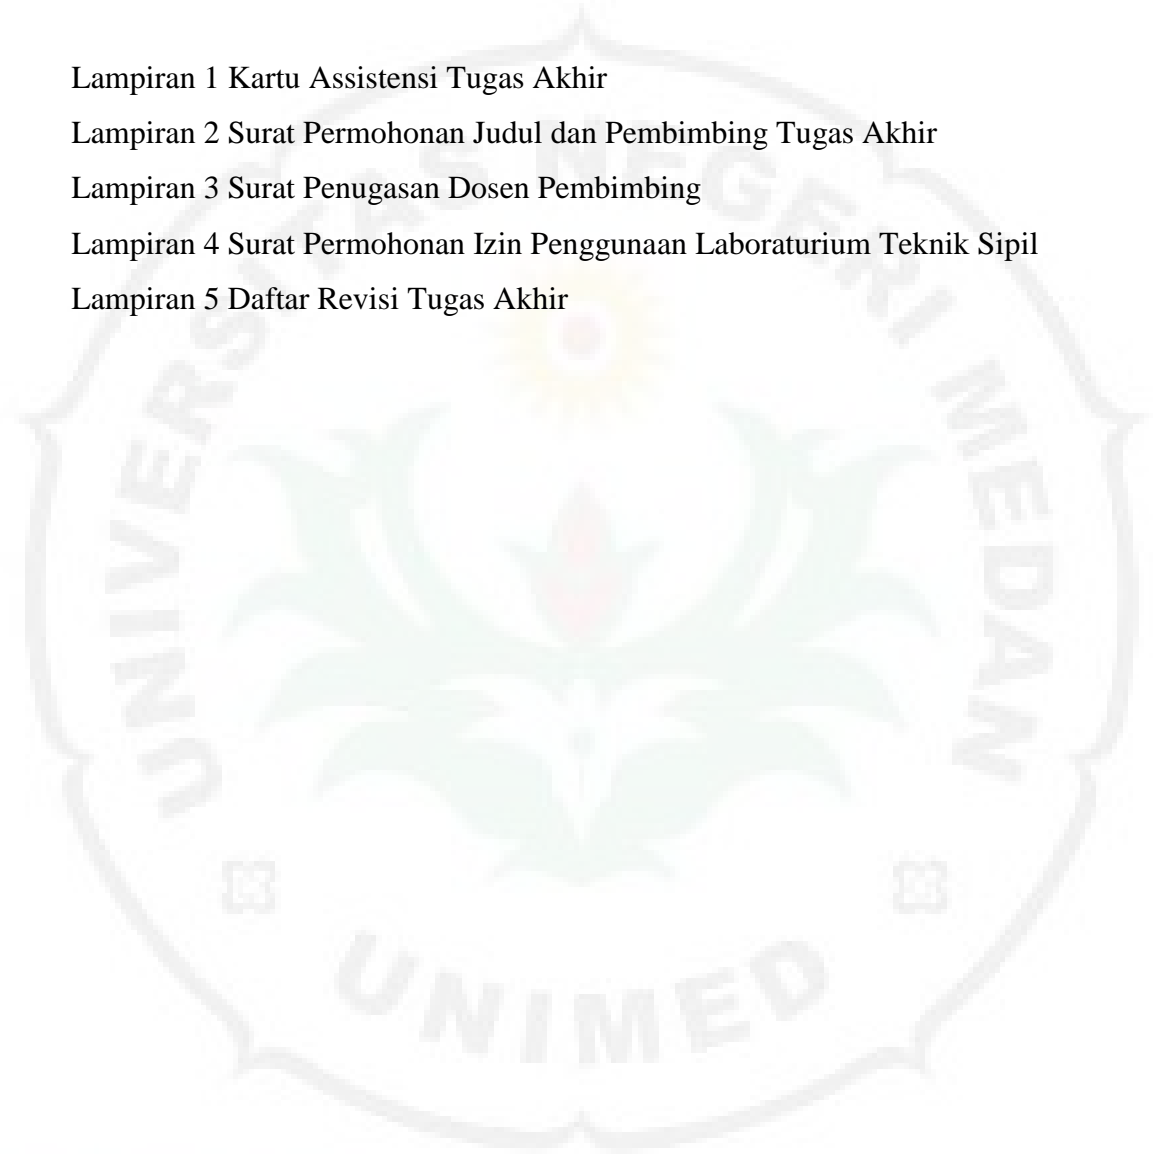 Lampiran 1 Kartu Assistensi Tugas Akhir
Lampiran 2 Surat Permohonan Judul dan Pembimbing Tugas Akhir
Lampiran 3 Surat Penugasan Dosen Pembimbing
Lampiran 4 Surat Permohonan Izin Penggunaan Laboraturium Teknik Sipil
Lampiran 5 Daftar Revisi Tugas Akhir
UNIVERSITAS NEGERI MEDAN
UNIMED